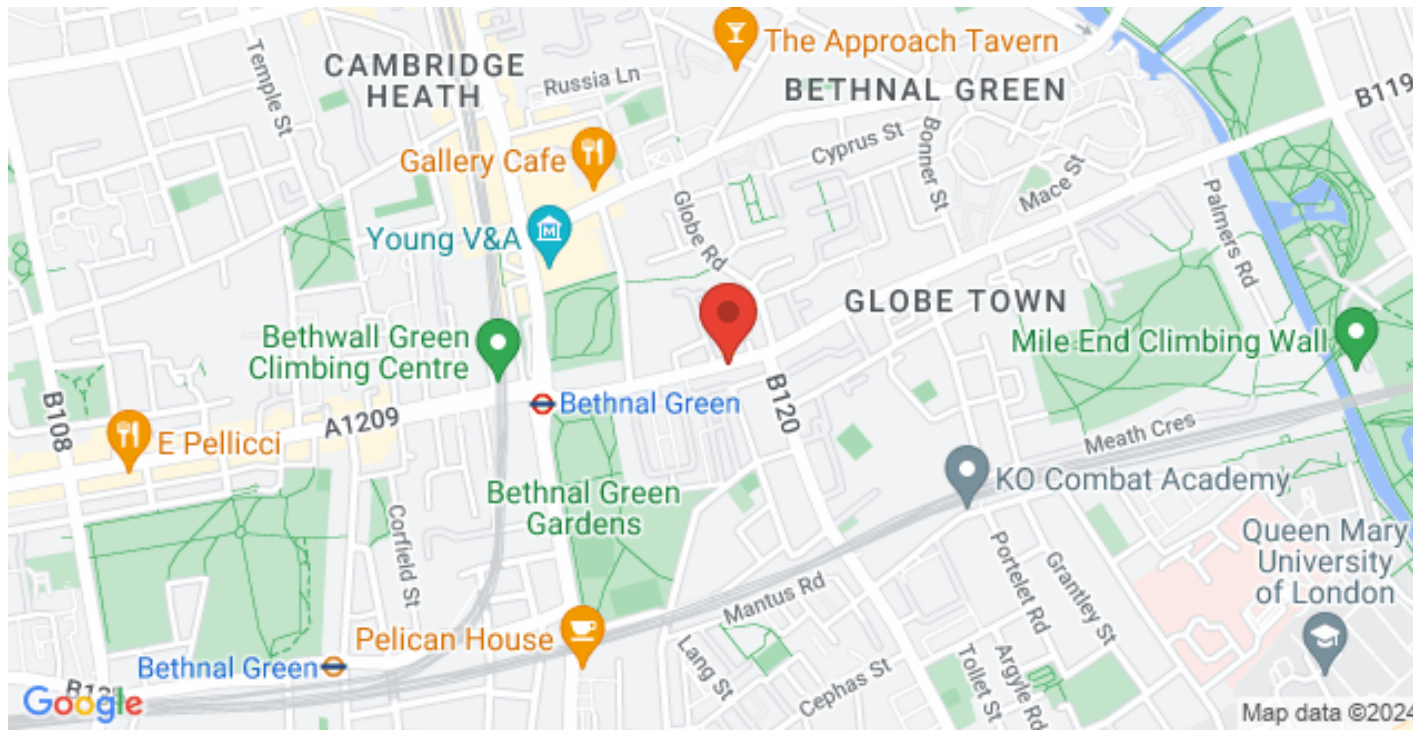 The Approach Tavern
CAMBRIDGE
HEATH
Temple St
Russia Ln
BETHNAL GREEN
B119
Gallery Cafe
Cyprus St
Bonner St
Mace St
Globe Rd
Palmers Rd
Young V&A
GLOBE TOWN
Bethwall Green
Climbing Centre
Mile End Climbing Wall
B108
A1209
Bethnal Green
B120
E Pellicci
Meath Cres
KO Combat Academy
Bethnal Green
Gardens
Corfield St
Queen Mary
University
of London
Portelet Rd
Grantley St
Mantus Rd
Pelican House
Lang St
Cephas St
Tollet St
Argyle Rd
Bethnal Green
Google
Map data ©2024